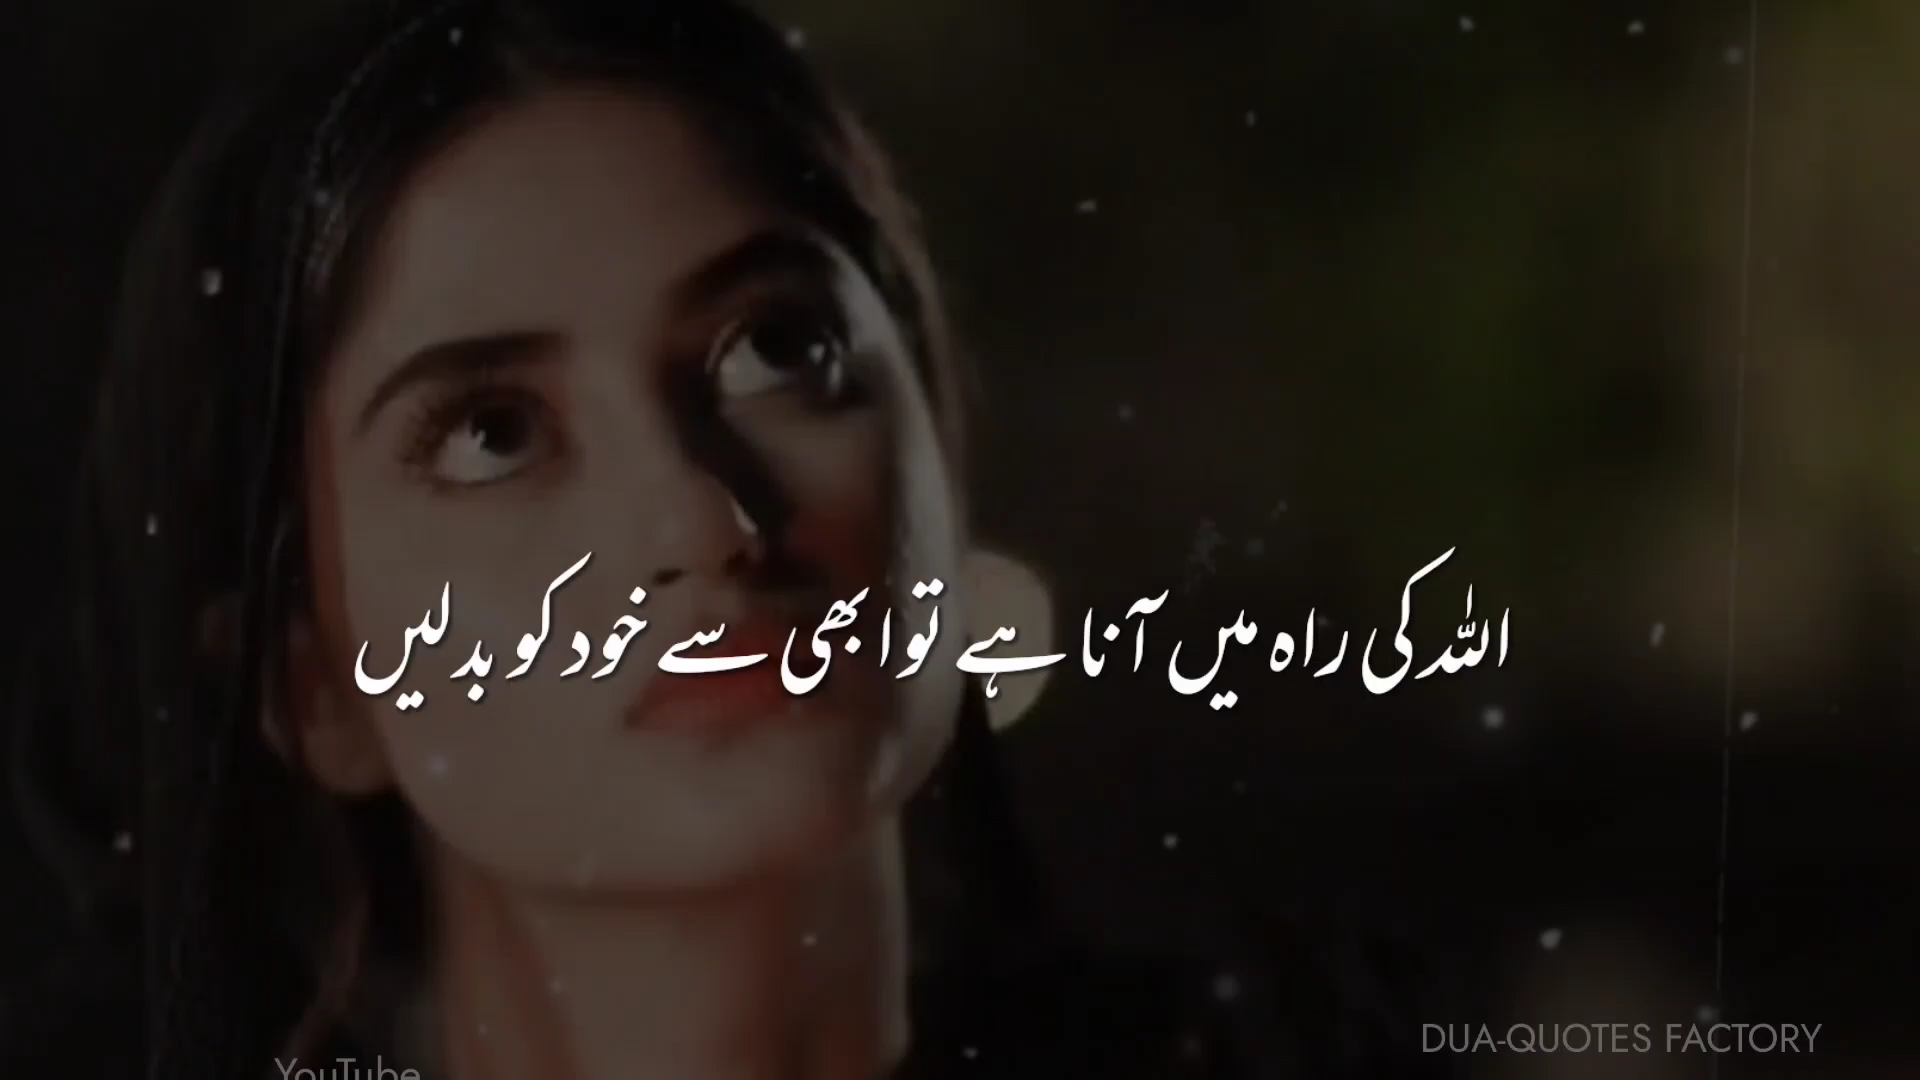 اللہ کی راہ میں آنا ہے تو ابھی سے خود کو بدلیں
DUA-QUOTES FACTORY
YouTube